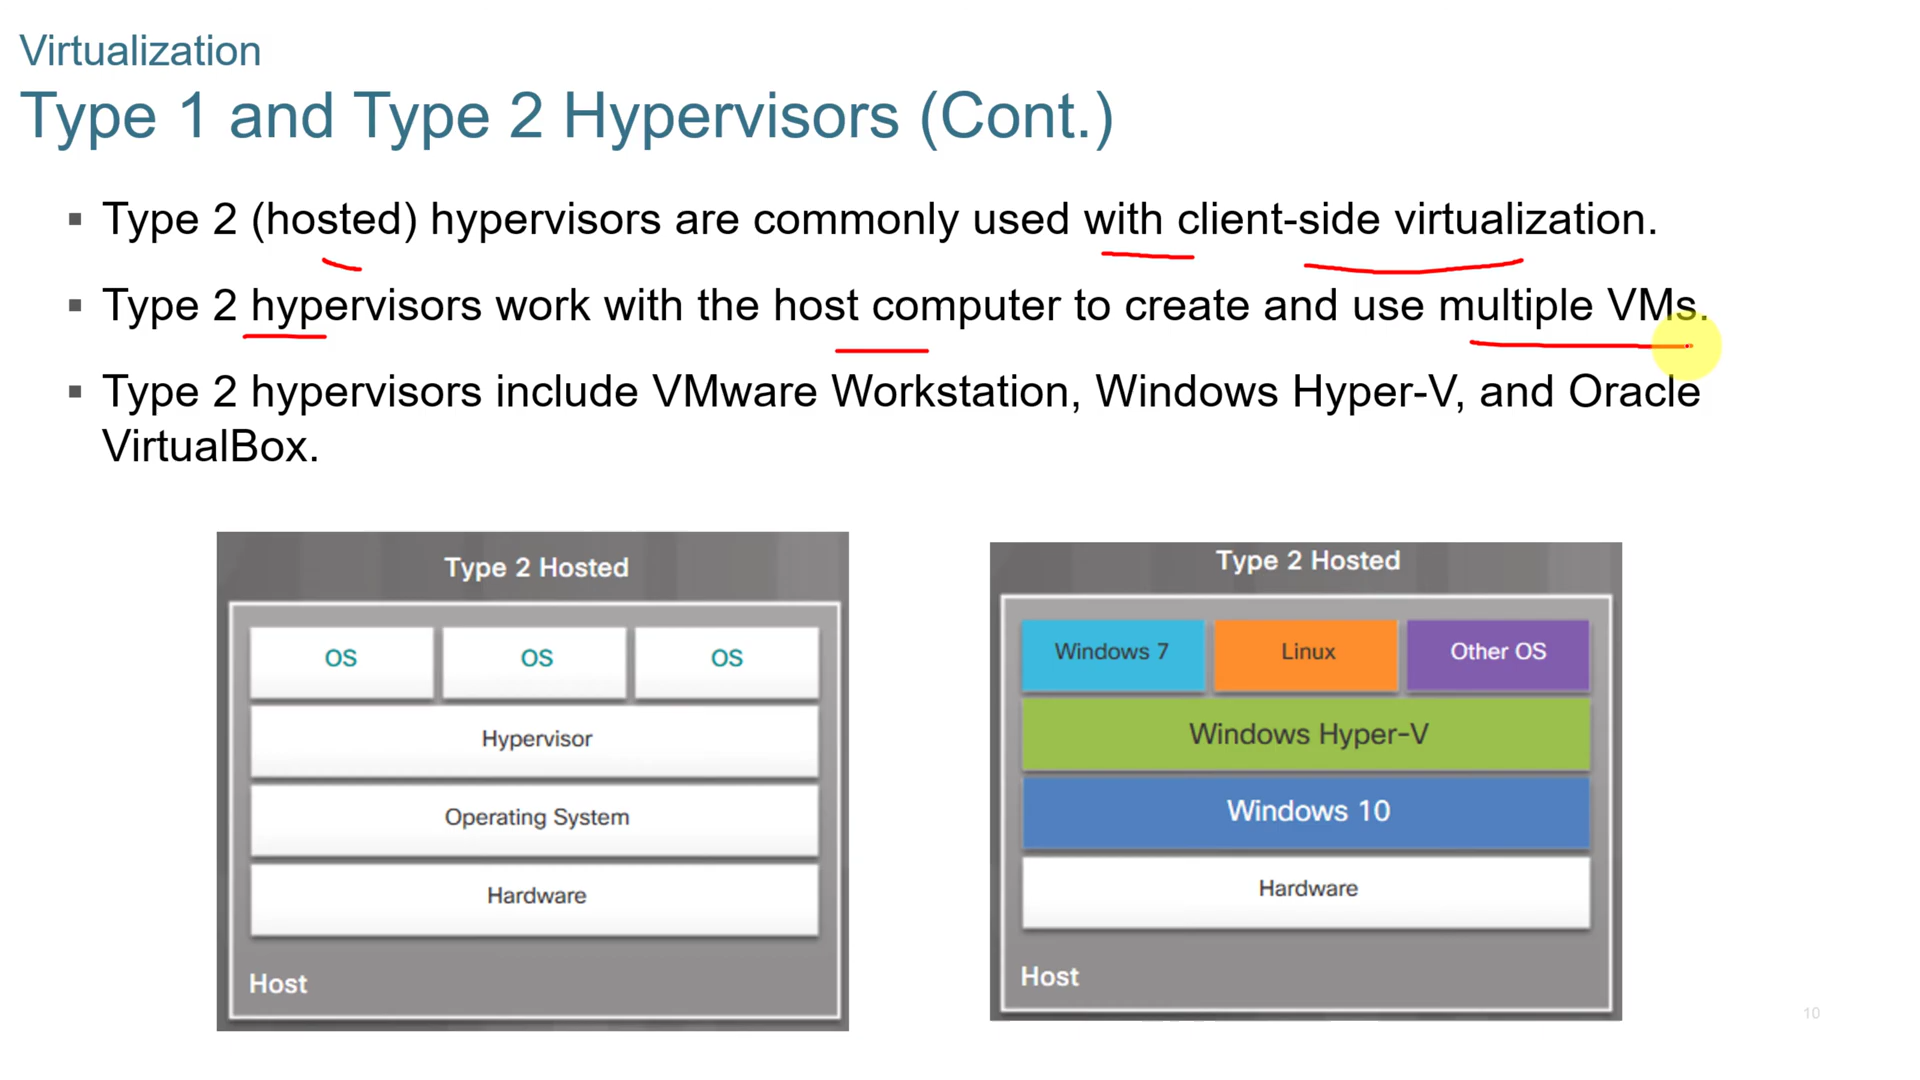 Virtualization
Type 1 and Type 2 Hypervisors (Cont.)
▪ Type 2 (hosted) hypervisors are commonly used with client-side virtualization.
▪ Type 2 hypervisors work with the host computer to create and use multiple VMs.
▪ Type 2 hypervisors include VMware Workstation, Windows Hyper-V, and Oracle
VirtualBox.
Type 2 Hosted
OS OS OS
Hypervisor
Operating System
Hardware
Host
Type 2 Hosted
Windows 7 Linux Other OS
Windows Hyper-V
Windows 10
Hardware
Host
10